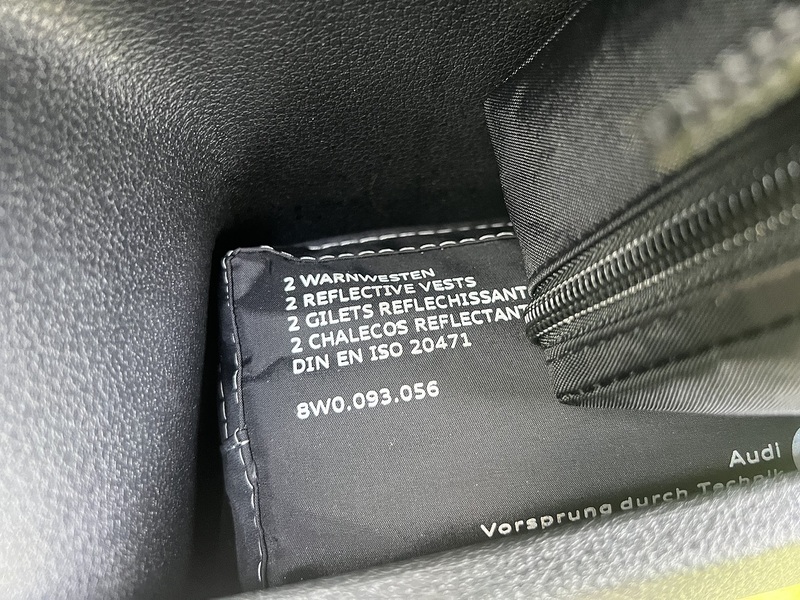 2 WARNWESTEN
2 REFLECTIVE VESTS
2 GILETS REFLECHISSANT
2 CHALECOS REFLECTANT
DIN EN ISO 20471
8W0.093.056
Audi
Vorsprung durch Technik